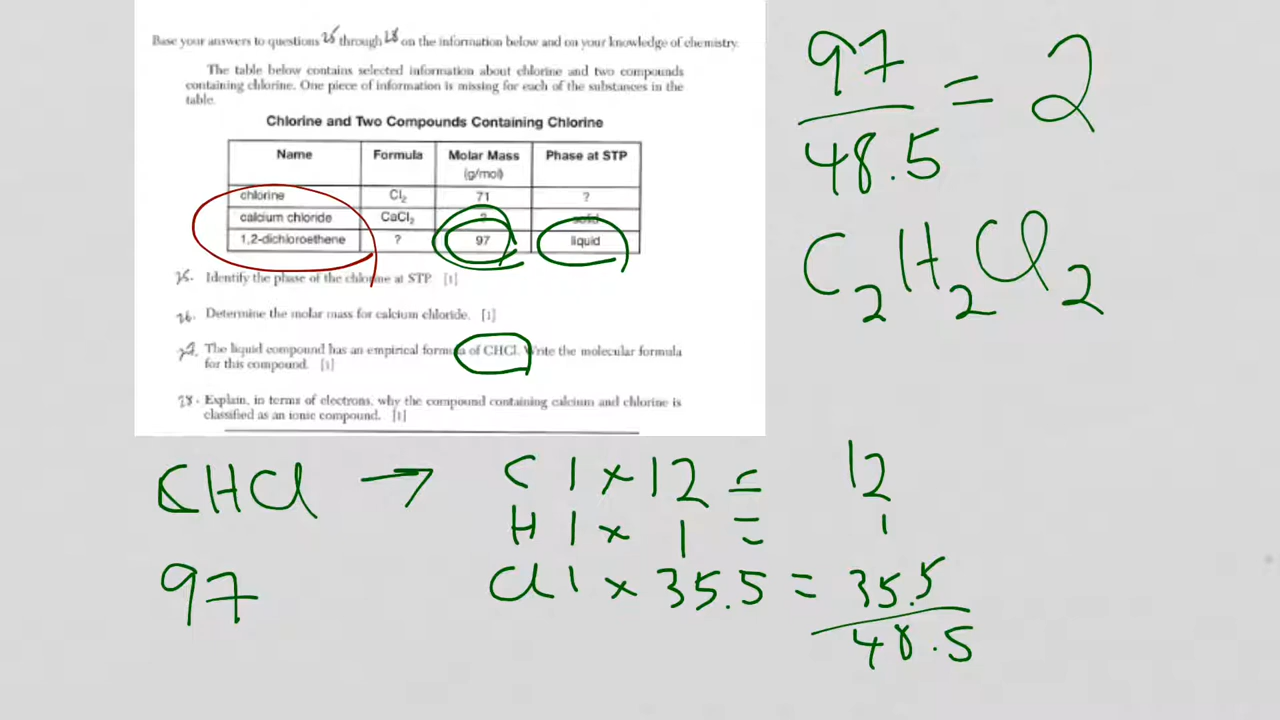 Base your answers to questions 25 through 28 on the information below and on your knowledge of chemistry.
The table below contains selected information about chlorine and two compounds
containing chlorine. One piece of information is missing for each of the substances in the
table.
Chlorine and Two Compounds Containing Chlorine
Name Formula Molar Mass (g/mol) Phase at STP
chlorine Cl₂ 71 ?
calcium chloride CaCl₂ ? solid
1,2-dichloroethene ? 97 liquid
25. Identify the phase of the chlorine at STP. [1]
26. Determine the molar mass for calcium chloride. [1]
27. The liquid compound has an empirical formula of CHCl. Write the molecular formula
for this compound. [1]
28. Explain, in terms of electrons, why the compound containing calcium and chlorine is
classified as an ionic compound. [1]
97
48.5
= 2
C₂H₂Cl₂
CHCl → C 1 × 12 = 12
H 1 × 1 = 1
97
Cl 1 × 35.5 = 35.5
48.5